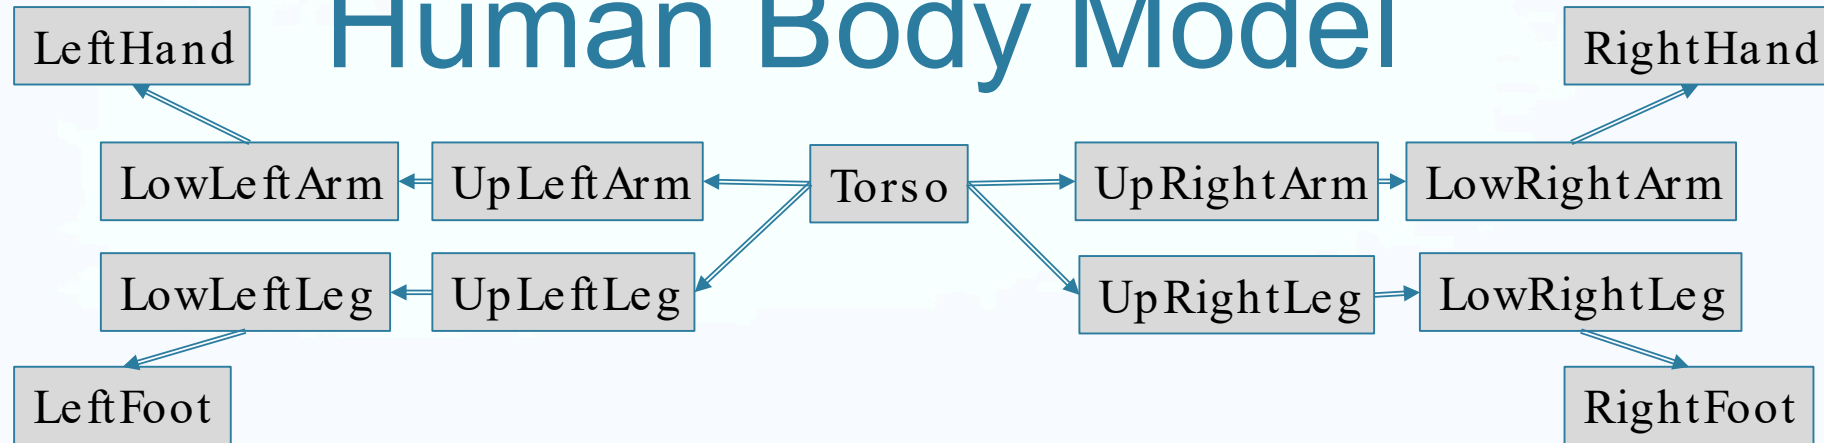 Human Body Model
LeftHand
RightHand
LowLeftArm
UpLeftArm
Torso
UpRightArm
LowRightArm
LowLeftLeg
UpLeftLeg
UpRightLeg
LowRightLeg
LeftFoot
RightFoot